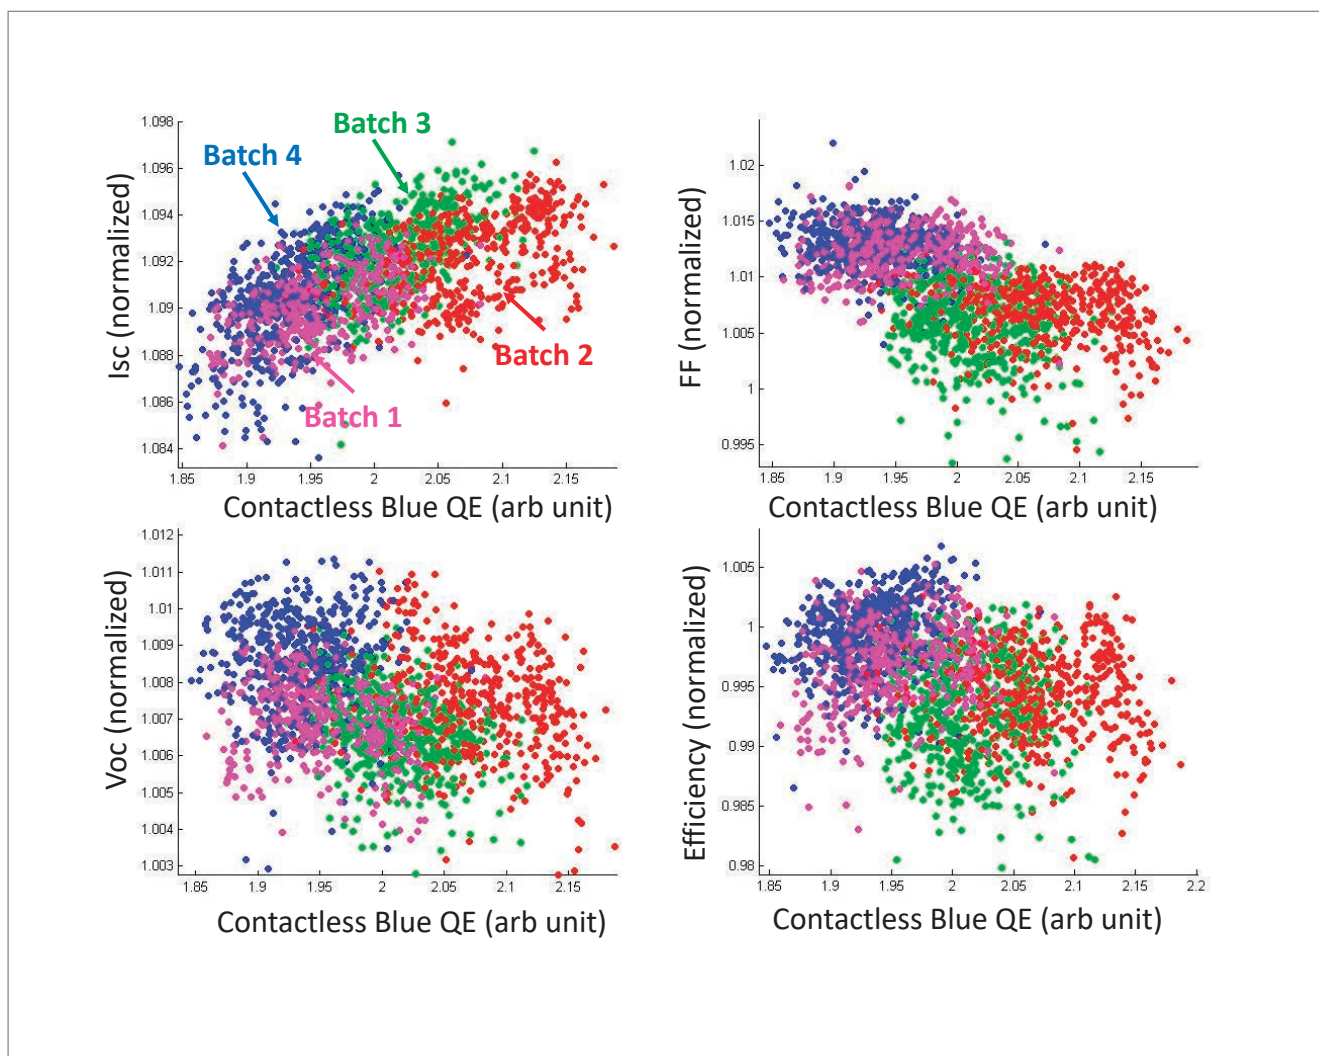 1.098
1.096
1.094
1.092
1.09
1.088
1.086
1.084
Isc (normalized)
Batch 3
Batch 4
Batch 2
Batch 1
1.85 1.9 1.95 2 2.05 2.1 2.15
Contactless Blue QE (arb unit)
1.02
1.015
1.01
1.005
1
0.995
FF (normalized)
1.85 1.9 1.95 2 2.05 2.1 2.15
Contactless Blue QE (arb unit)
1.012
1.011
1.01
1.009
1.008
1.007
1.006
1.005
1.004
1.003
Voc (normalized)
1.85 1.9 1.95 2 2.05 2.1 2.15
Contactless Blue QE (arb unit)
1.005
1
0.995
0.99
0.985
0.98
Efficiency (normalized)
1.85 1.9 1.95 2 2.05 2.1 2.15 2.2
Contactless Blue QE (arb unit)